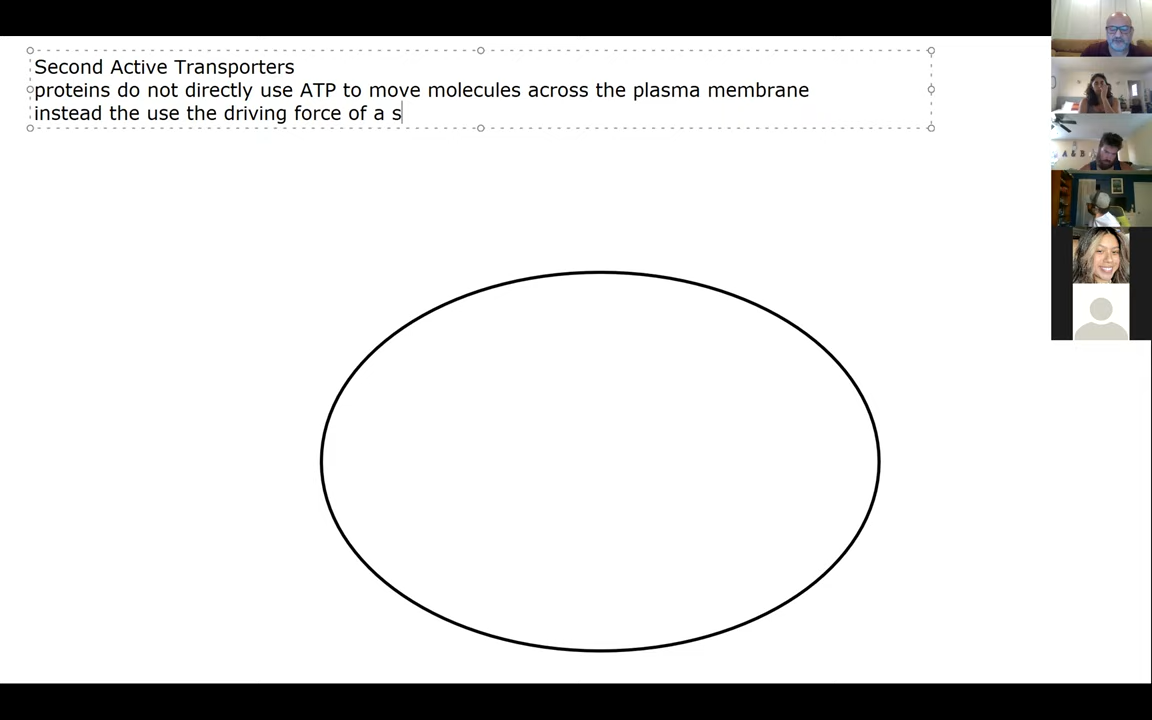 Second Active Transporters
proteins do not directly use ATP to move molecules across the plasma membrane
instead the use the driving force of a s